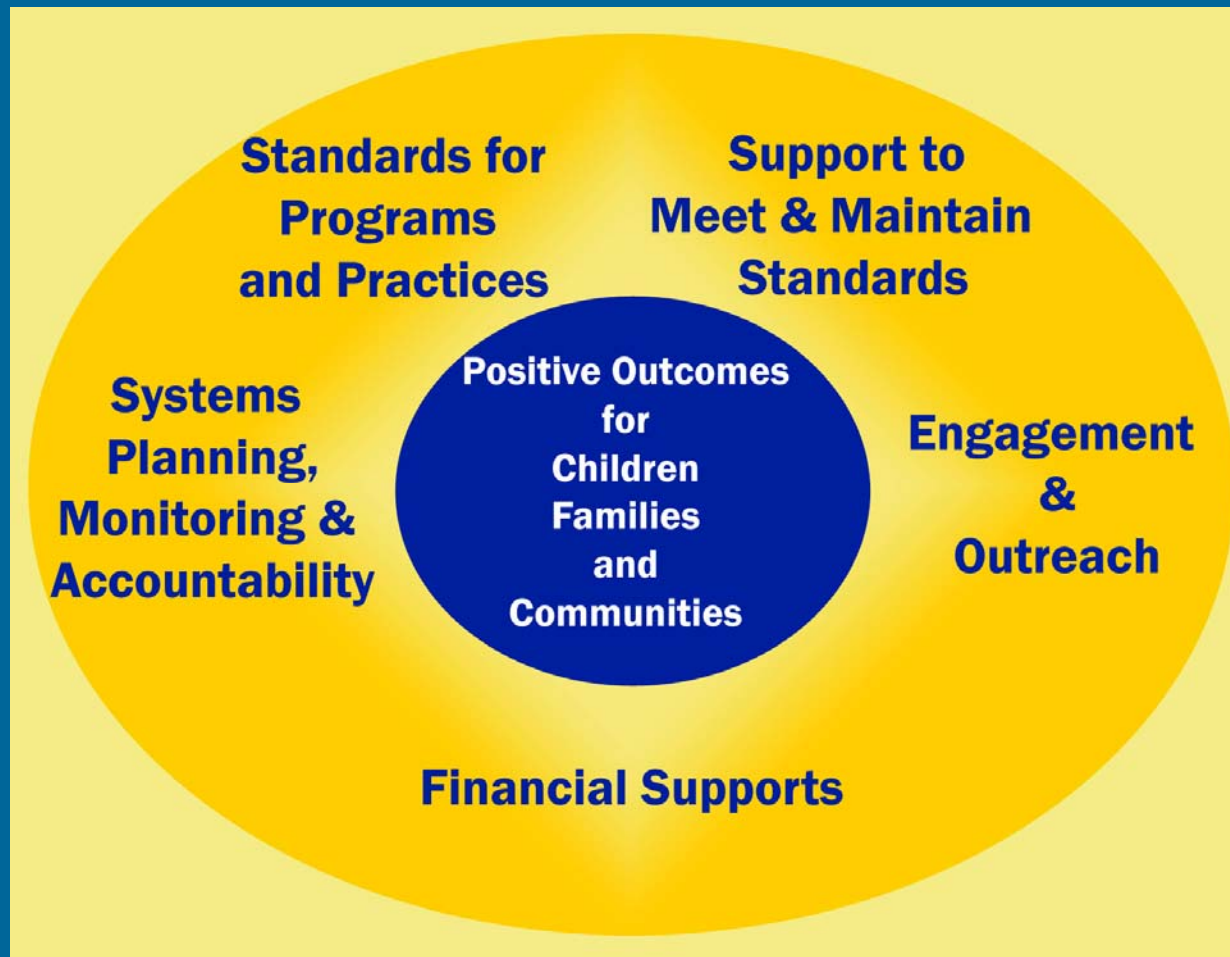 Standards for
Programs
and Practices
Support to
Meet & Maintain
Standards
Systems
Planning,
Monitoring &
Accountability
Positive Outcomes
for
Children
Families
and
Communities
Engagement
&
Outreach
Financial Supports